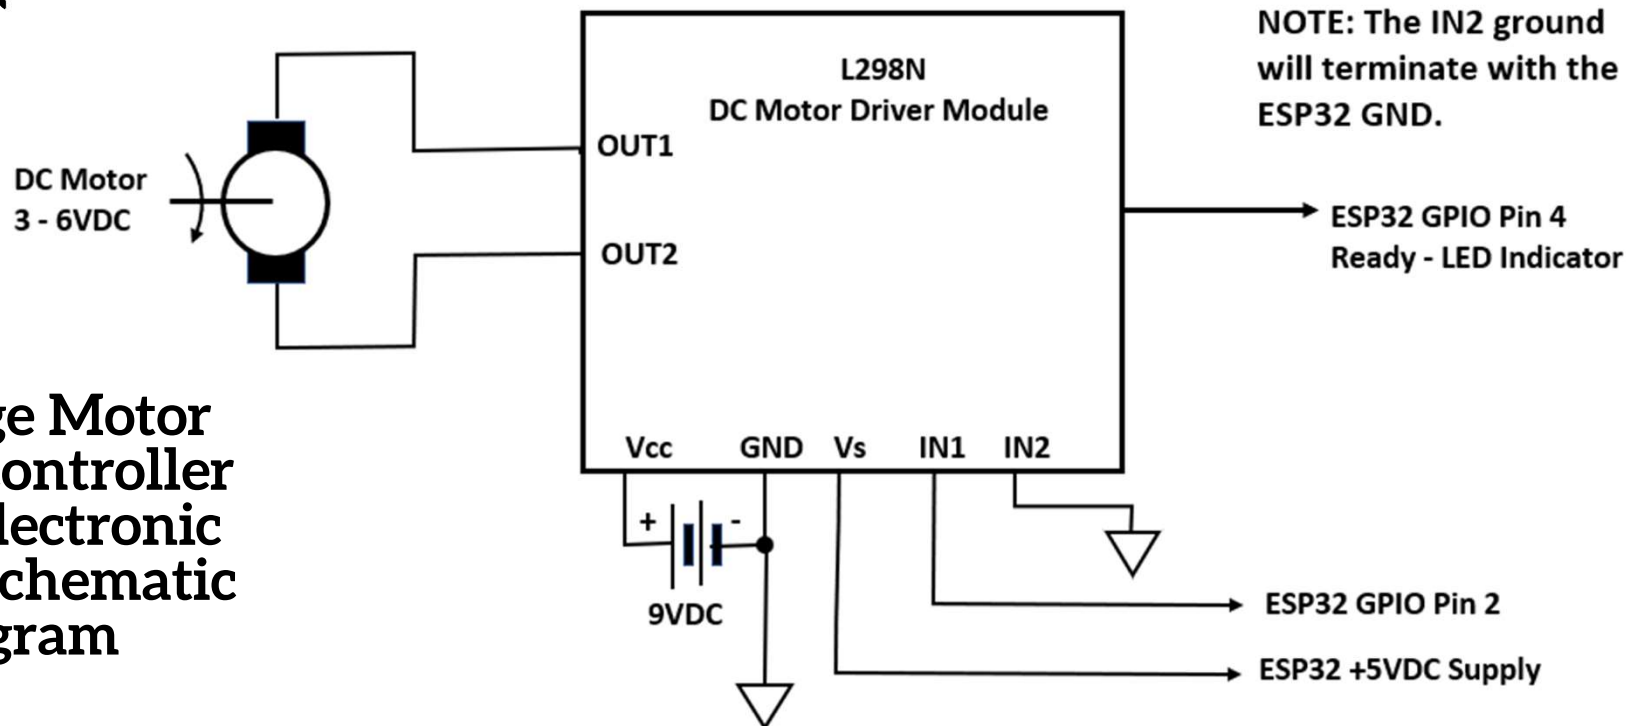 NOTE: The IN2 ground
will terminate with the
ESP32 GND.
L298N
DC Motor Driver Module
OUT1
DC Motor
3 - 6VDC
ESP32 GPIO Pin 4
Ready - LED Indicator
OUT2
ge Motor
ontroller
lectronic
chematic
gram
Vcc
GND
Vs
IN1
IN2
+
-
9VDC
ESP32 GPIO Pin 2
ESP32 +5VDC Supply